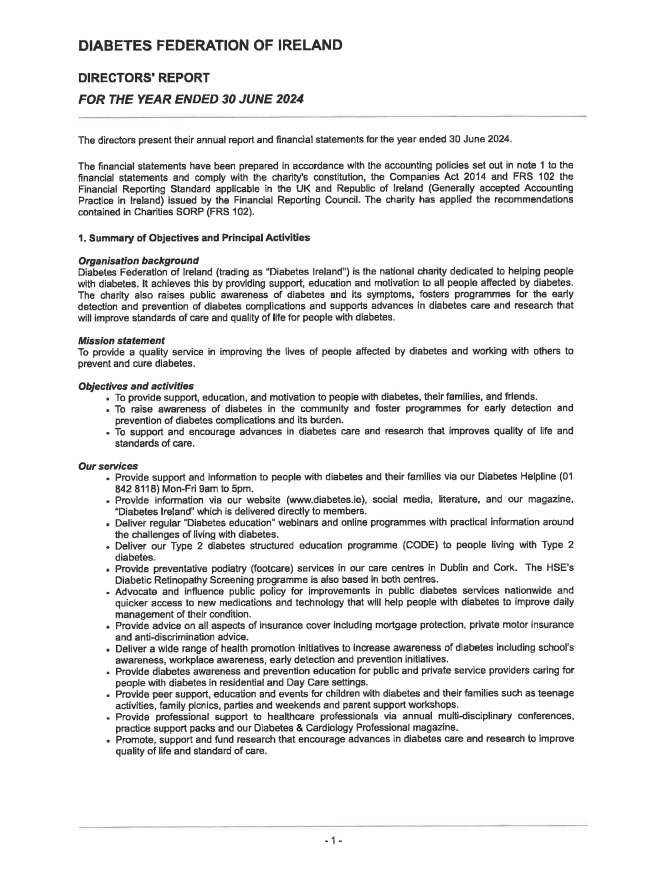 DIABETES FEDERATION OF IRELAND
DIRECTORS' REPORT
FOR THE YEAR ENDED 30 JUNE 2024
The directors present their annual report and financial statements for the year ended 30 June 2024.
The financial statements have been prepared in accordance with the accounting policies set out in note 1 to the
financial statements and comply with the charity's constitution, the Companies Act 2014 and FRS 102 the
Financial Reporting Standard applicable in the UK and Republic of Ireland (Generally accepted Accounting
Practice in Ireland) issued by the Financial Reporting Council. The charity has applied the recommendations
contained in Charities SORP (FRS 102).
1. Summary of Objectives and Principal Activities
Organisation background
Diabetes Federation of Ireland (trading as "Diabetes Ireland") is the national charity dedicated to helping people
with diabetes. It achieves this by providing support, education and motivation to all people affected by diabetes.
The charity also raises public awareness of diabetes and its symptoms, fosters programmes for the early
detection and prevention of diabetes complications and supports advances in diabetes care and research that
will improve standards of care and quality of life for people with diabetes.
Mission statement
To provide a quality service in improving the lives of people affected by diabetes and working with others to
prevent and cure diabetes.
Objectives and activities
• To provide support, education, and motivation to people with diabetes, their families, and friends.
• To raise awareness of diabetes in the community and foster programmes for early detection and
prevention of diabetes complications and its burden.
• To support and encourage advances in diabetes care and research that improves quality of life and
standards of care.
Our services
• Provide support and information to people with diabetes and their families via our Diabetes Helpline (01
842 8118) Mon-Fri 9am to 5pm.
• Provide information via our website (www.diabetes.ie), social media, literature, and our magazine,
"Diabetes Ireland" which is delivered directly to members.
• Deliver regular "Diabetes education" webinars and online programmes with practical information around
the challenges of living with diabetes.
• Deliver our Type 2 diabetes structured education programme (CODE) to people living with Type 2
diabetes.
• Provide preventative podiatry (footcare) services in our care centres in Dublin and Cork. The HSE's
Diabetic Retinopathy Screening programme is also based in both centres.
• Advocate and influence public policy for improvements in public diabetes services nationwide and
quicker access to new medications and technology that will help people with diabetes to improve daily
management of their condition.
• Provide advice on all aspects of insurance cover including mortgage protection, private motor insurance
and anti-discrimination advice.
• Deliver a wide range of health promotion initiatives to increase awareness of diabetes including school's
awareness, workplace awareness, early detection and prevention initiatives.
• Provide diabetes awareness and prevention education for public and private service providers caring for
people with diabetes in residential and Day Care settings.
• Provide peer support, education and events for children with diabetes and their families such as teenage
activities, family picnics, parties and weekends and parent support workshops.
• Provide professional support to healthcare professionals via annual multi-disciplinary conferences,
practice support packs and our Diabetes & Cardiology Professional magazine.
• Promote, support and fund research that encourage advances in diabetes care and research to improve
quality of life and standard of care.
- 1 -